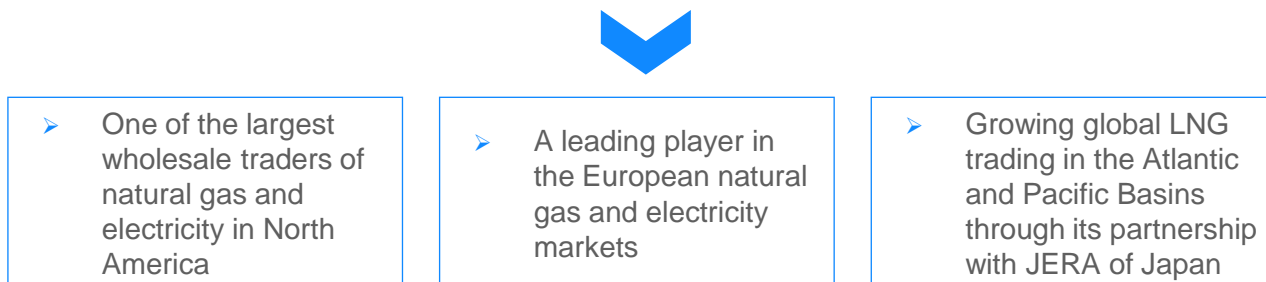 One of the largest
wholesale traders of
natural gas and
electricity in North
America
A leading player in
the European natural
gas and electricity
markets
Growing global LNG
trading in the Atlantic
and Pacific Basins
through its partnership
with JERA of Japan